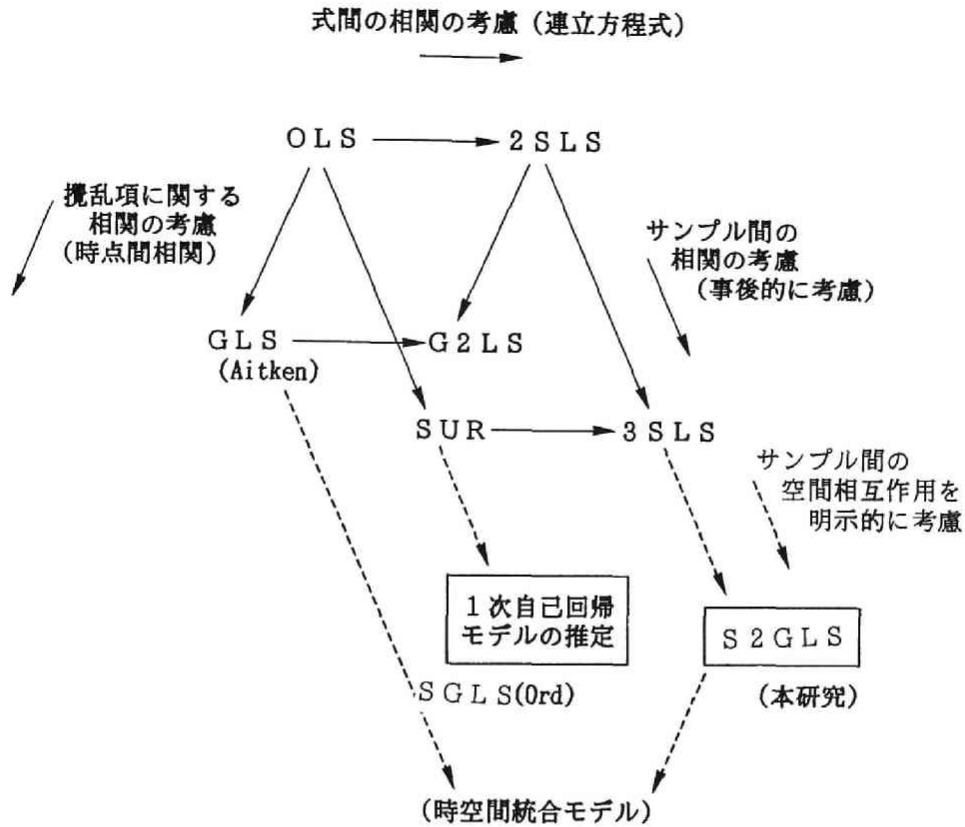 式間の相関の考慮（連立方程式）
OLS
2SLS
攪乱項に関する
相関の考慮
(時点間相関）
サンプル間の
相関の考慮
（事後的に考慮）
GLS
(Aitken)
G2LS
SUR
3SLS
サンプル間の
空間相互作用を
明示的に考慮
1次自己回帰
モデルの推定
S2GLS
SGLS(Ord)
(本研究）
（時空間統合モデル）